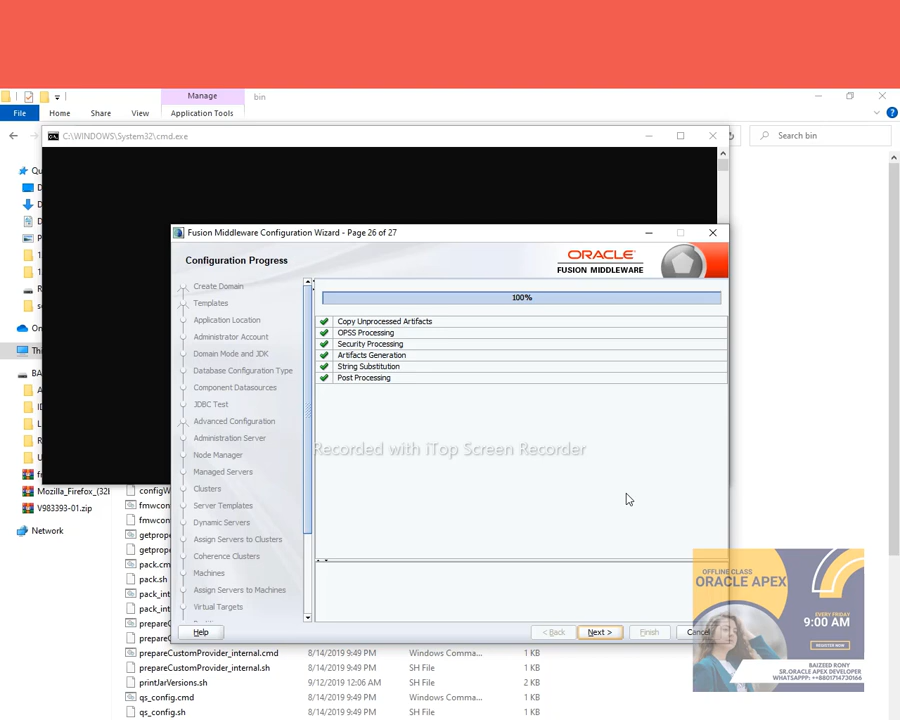 Manage
bin
File
Home
Share
View
Application Tools
C:\WINDOWS\System32\cmd.exe
Search bin
Fusion Middleware Configuration Wizard - Page 26 of 27
Configuration Progress
ORACLE
FUSION MIDDLEWARE
Create Domain
Templates
Application Location
Administrator Account
Domain Mode and JDK
Database Configuration Type
Component Datasources
JDBC Test
Advanced Configuration
Administration Server
Node Manager
Managed Servers
Clusters
Server Templates
Dynamic Servers
Assign Servers to Clusters
Coherence Clusters
Machines
Assign Servers to Machines
Virtual Targets
100%
Copy Unprocessed Artifacts
OPSS Processing
Security Processing
Artifacts Generation
String Substitution
Post Processing
Recorded with iTop Screen Recorder
Help
< Back
Next >
Finish
Cancel
Mozilla_Firefox_(32
V983393-01.zip
Network
configW
fmwcon
fmwcon
getprop
getprop
pack.cm
pack.sh
pack_int
pack_int
prepare
prepare
prepareCustomProvider_internal.cmd 8/14/2019 9:49 PM Windows Comma... 1 KB
prepareCustomProvider_internal.sh 8/14/2019 9:49 PM SH File 1 KB
printJarVersions.sh 9/12/2019 12:06 AM SH File 2 KB
qs_config.cmd 8/14/2019 9:49 PM Windows Comma... 1 KB
qs_config.sh 8/14/2019 9:49 PM SH File 1 KB
OFFLINE CLASS
ORACLE APEX
EVERY FRIDAY
9:00 AM
REGISTER NOW
BAIZEED RONY
SR.ORACLE APEX DEVELOPER
WHATSAPPP: ++8801714730166